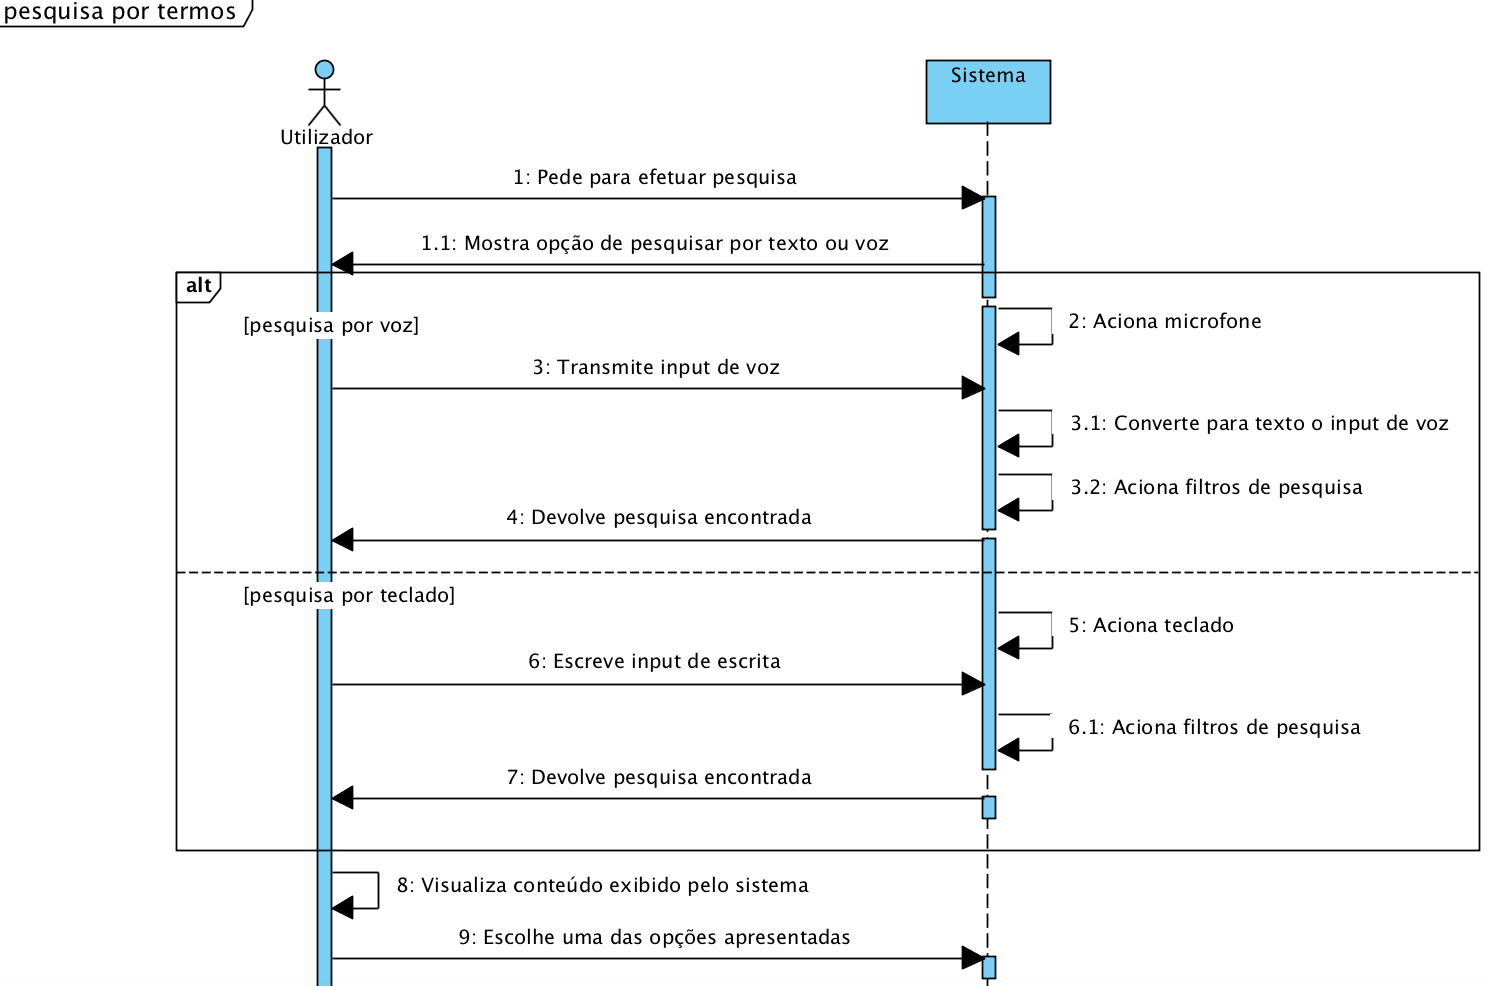 pesquisa por termos
Sistema
Utilizador
1: Pede para efetuar pesquisa
1.1: Mostra opção de pesquisar por texto ou voz
alt
[pesquisa por voz]
2: Aciona microfone
3: Transmite input de voz
3.1: Converte para texto o input de voz
3.2: Aciona filtros de pesquisa
4: Devolve pesquisa encontrada
[pesquisa por teclado]
5: Aciona teclado
6: Escreve input de escrita
6.1: Aciona filtros de pesquisa
7: Devolve pesquisa encontrada
8: Visualiza conteúdo exibido pelo sistema
9: Escolhe uma das opções apresentadas